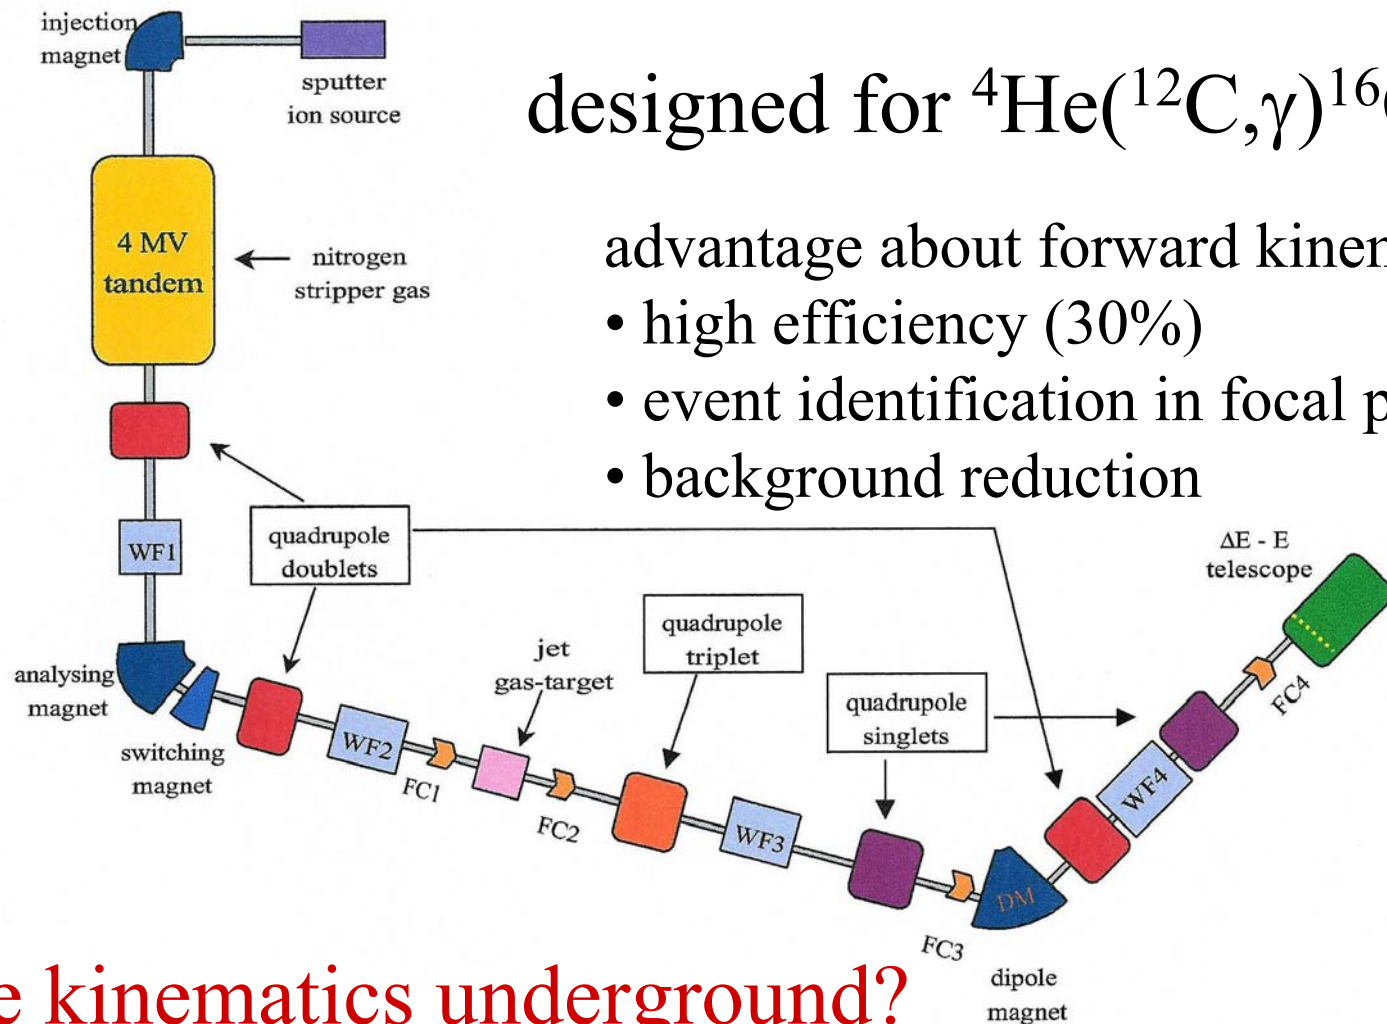 injection
magnet
sputter
ion source
designed for ⁴He(¹²C,γ)¹⁶
4 MV
tandem
nitrogen
stripper gas
advantage about forward
• high efficiency (30%)
• event identification in focal
• background reduction
WF1
quadrupole
doublets
ΔE - E
telescope
quadrupole
triplet
jet
gas-target
analysing
magnet
quadrupole
singlets
switching
magnet
WF2
FC1
FC2
WF3
WF4
FC4
DM
FC3
dipole
magnet
kinematics underground?